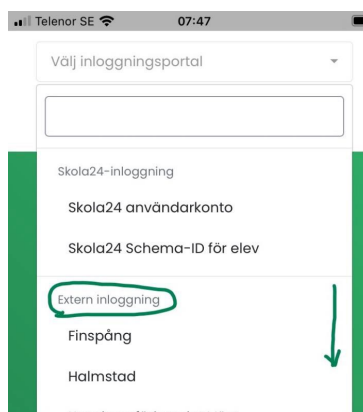 Telenor SE 07:47
Välj inloggningsportal
Skola24-inloggning
Skola24 användarkonto
Skola24 Schema-ID för elev
Extern inloggning
Finspång
Halmstad